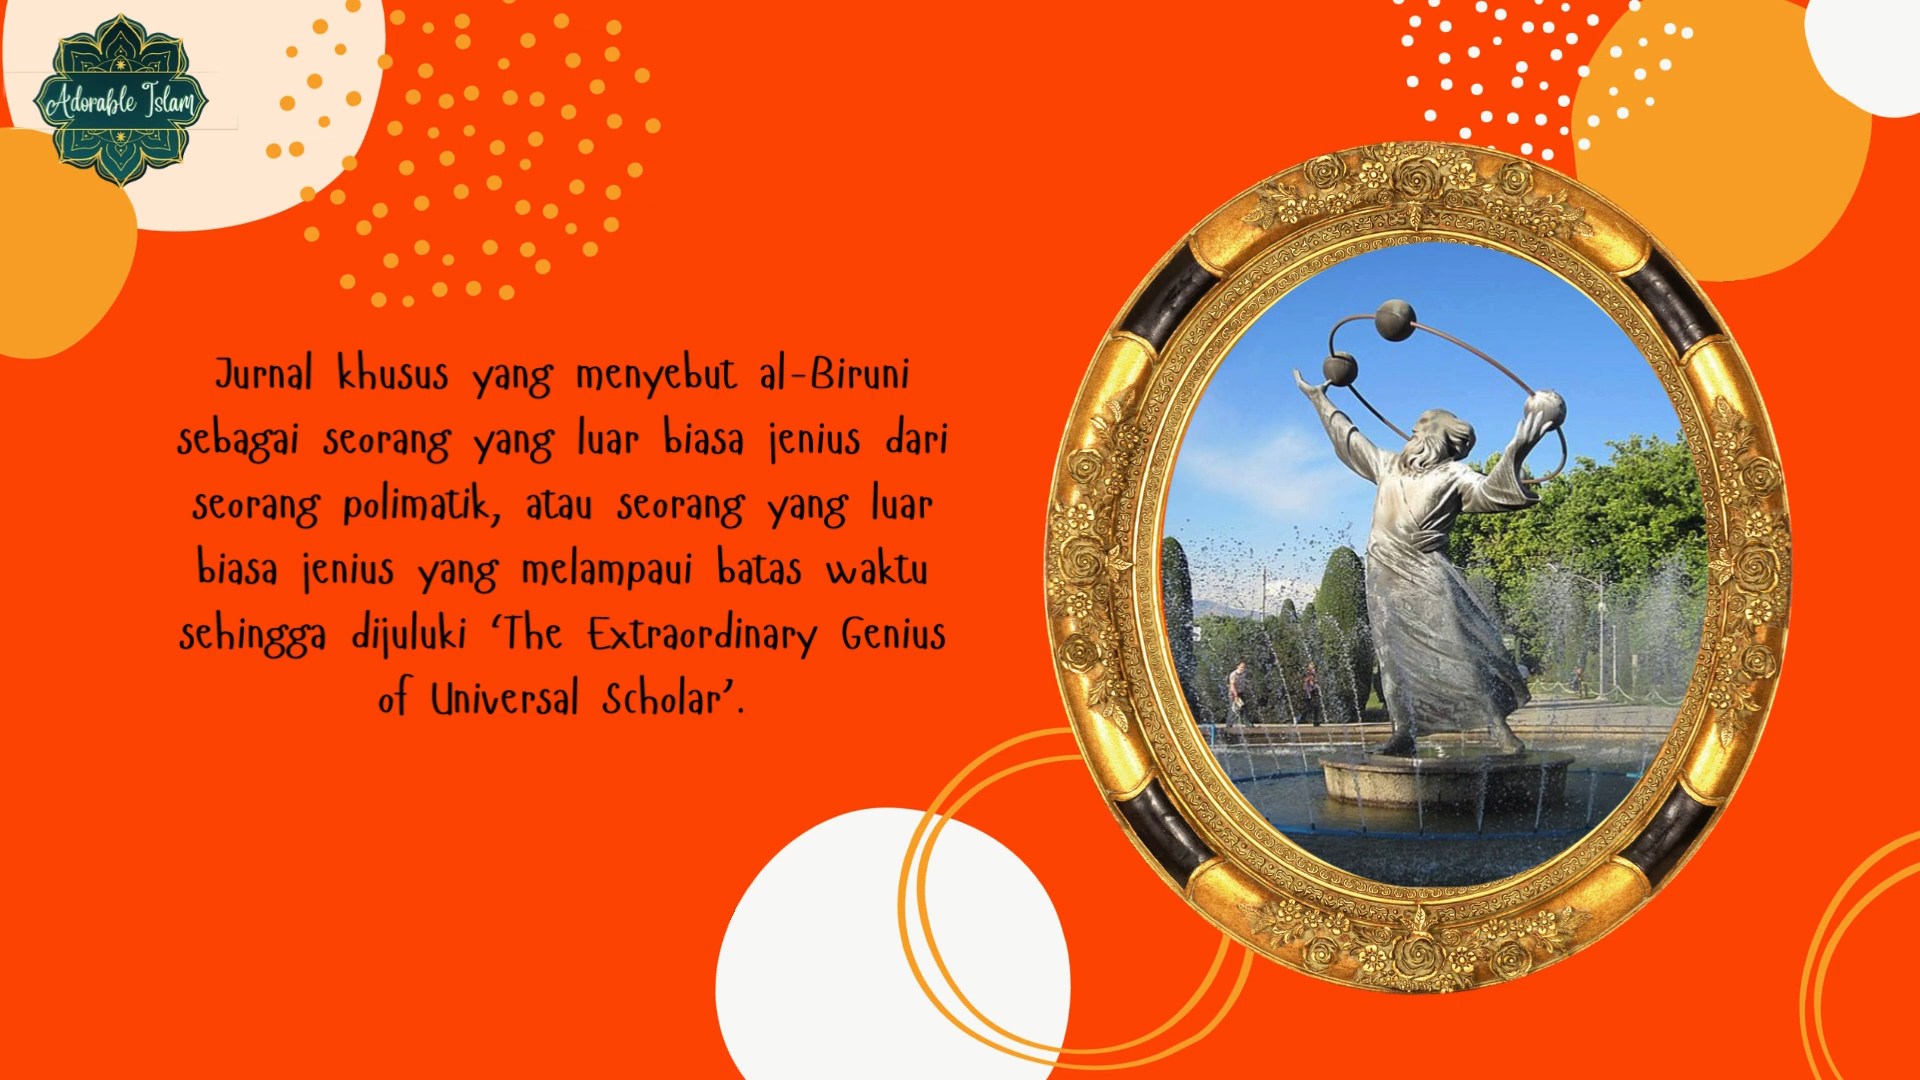 Adorable Islam
Jurnal khusus yang menyebut al-Biruni
sebagai seorang yang luar biasa jenius dari
seorang polimatik, atau seorang yang luar
biasa jenius yang melampaui batas waktu
sehingga dijuluki ‘The Extraordinary Genius
of Universal Scholar’.